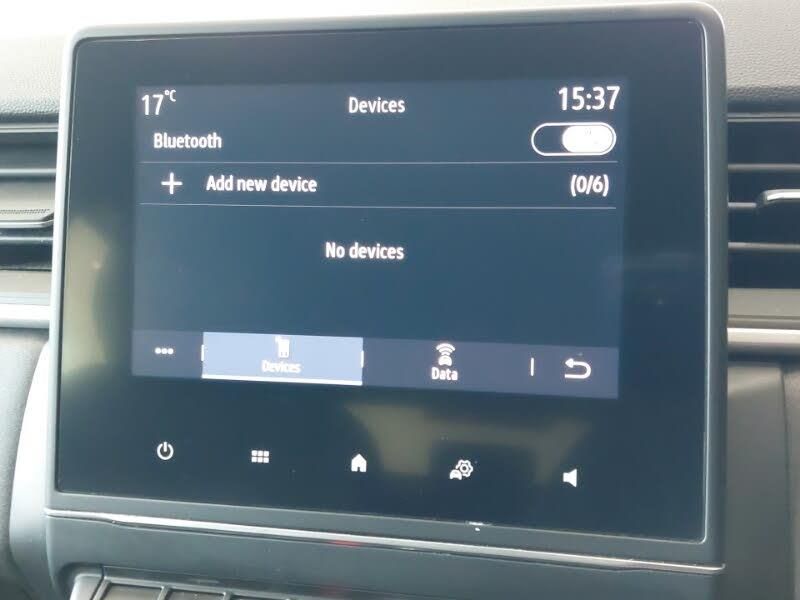 17°C Devices 15:37
Bluetooth
Add new device (0/6)
No devices
Devices Data